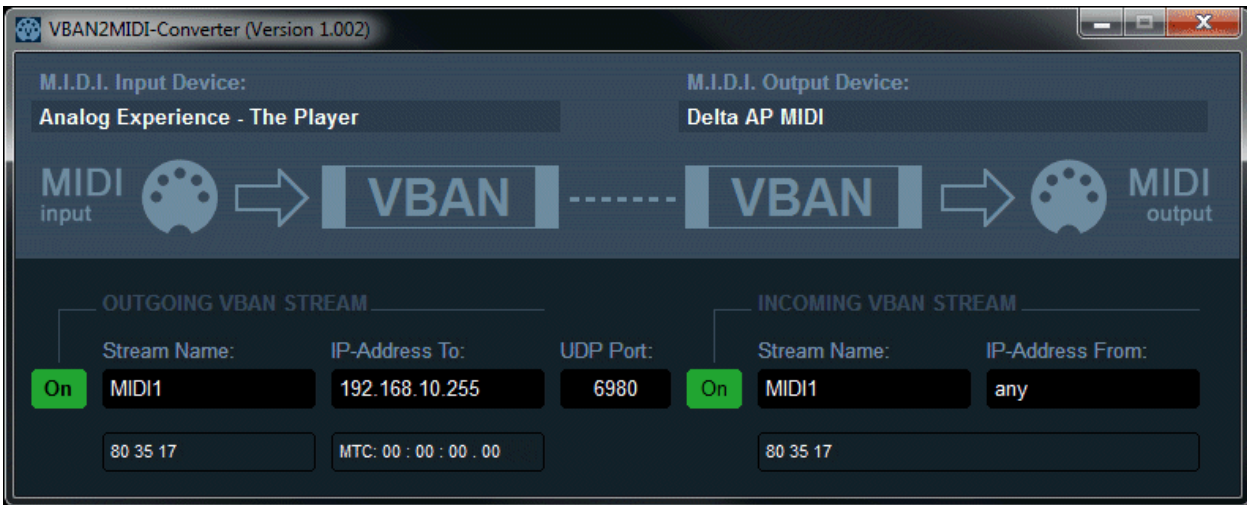 VBAN2MIDI-Converter (Version 1.002)
M.I.D.I. Input Device:
M.I.D.I. Output Device:
Analog Experience - The Player
Delta AP MIDI
MIDI
input
VBAN
VBAN
MIDI
output
OUTGOING VBAN STREAM
INCOMING VBAN STREAM
Stream Name:
IP-Address To:
UDP Port:
Stream Name:
IP-Address From:
On
MIDI1
192.168.10.255
6980
On
MIDI1
any
80 35 17
MTC: 00 : 00 : 00 . 00
80 35 17